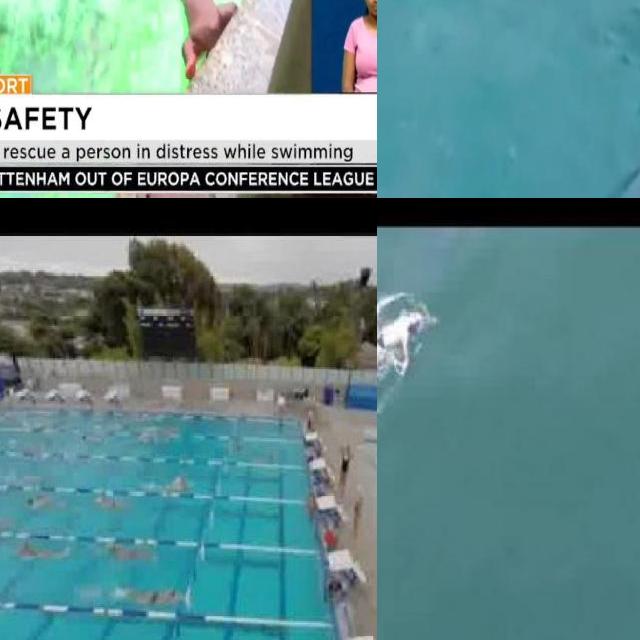 ORT
SAFETY
rescue a person in distress while swimming
TTENHAM OUT OF EUROPA CONFERENCE LEAGUE